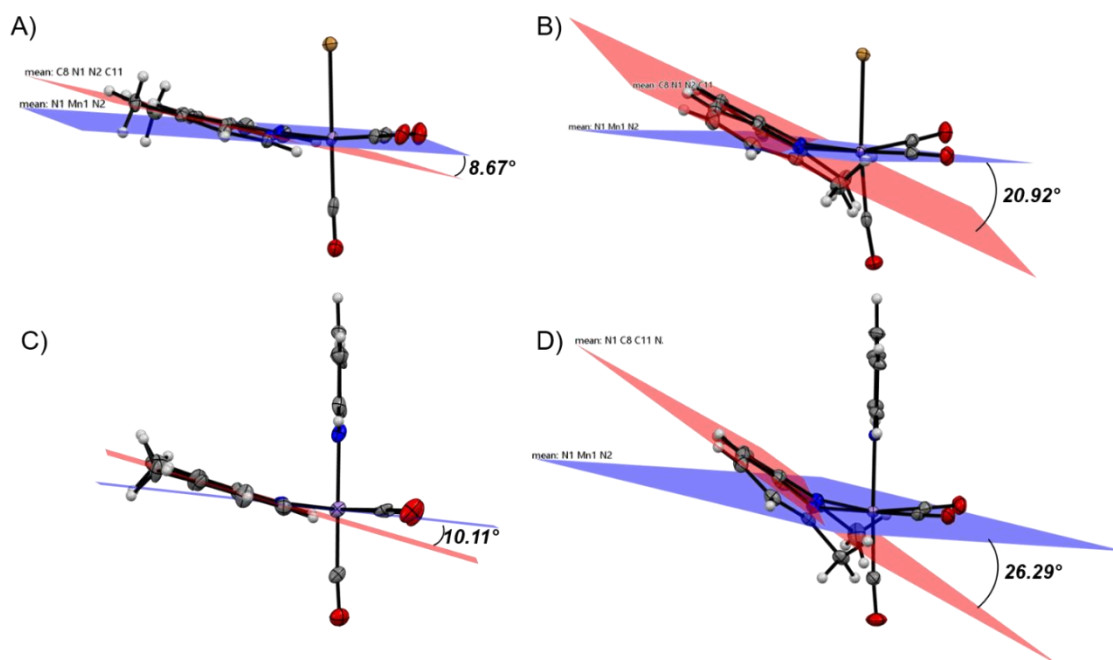 A)
mean: C8 N1 N2 C11
mean: N1 Mn1 N2
8.67°
B)
mean: C8 N1 N2 C11
mean: N1 Mn1 N2
20.92°
C)
10.11°
D)
mean: N1 C8 C11 N.
mean: N1 Mn1 N2
26.29°